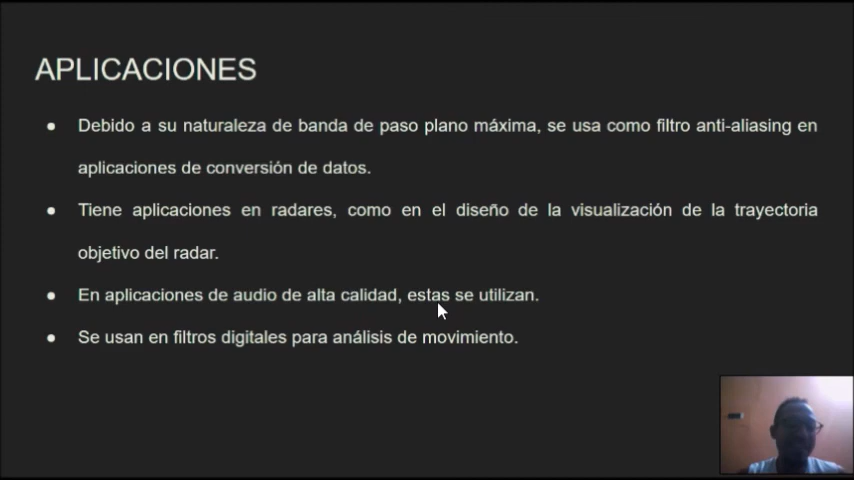 APLICACIONES
● Debido a su naturaleza de banda de paso plano máxima, se usa como filtro anti-aliasing en
aplicaciones de conversión de datos.
● Tiene aplicaciones en radares, como en el diseño de la visualización de la trayectoria
objetivo del radar.
● En aplicaciones de audio de alta calidad, estas se utilizan.
● Se usan en filtros digitales para análisis de movimiento.